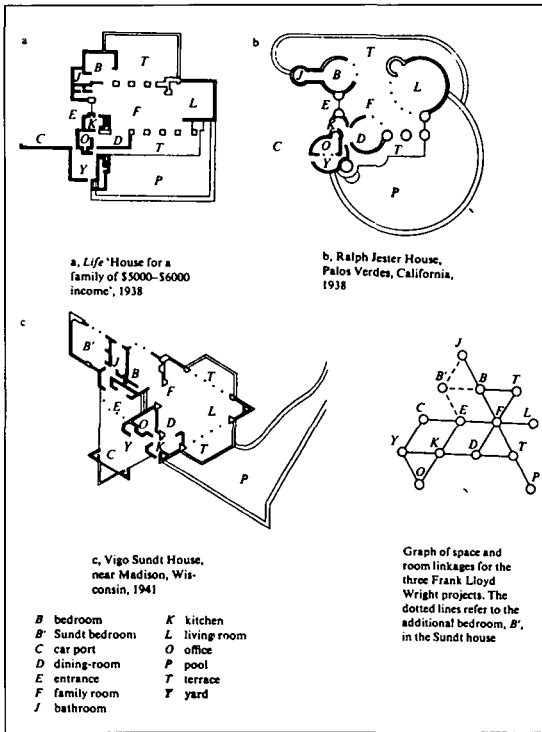 a
B
T
J
L
E
K
F
C
O
D
T
Y
P
a, Life 'House for a
family of $5000–$6000
income', 1938
b
T
J
B
L
E
F
K
C
O
D
T
Y
P
b, Ralph Jester House,
Palos Verdes, California,
1938
c
B'
J
B
F
T
E
O
D
L
Y
K
T
C
P
c, Vigo Sundt House,
near Madison, Wis-
consin, 1941
J
B' B T
C E F L
Y K D T
O P
Graph of space and
room linkages for the
three Frank Lloyd
Wright projects. The
dotted lines refer to the
additional bedroom, B',
in the Sundt house
B bedroom
B' Sundt bedroom
C car port
D dining-room
E entrance
F family room
J bathroom
K kitchen
L living room
O office
P pool
T terrace
Y yard